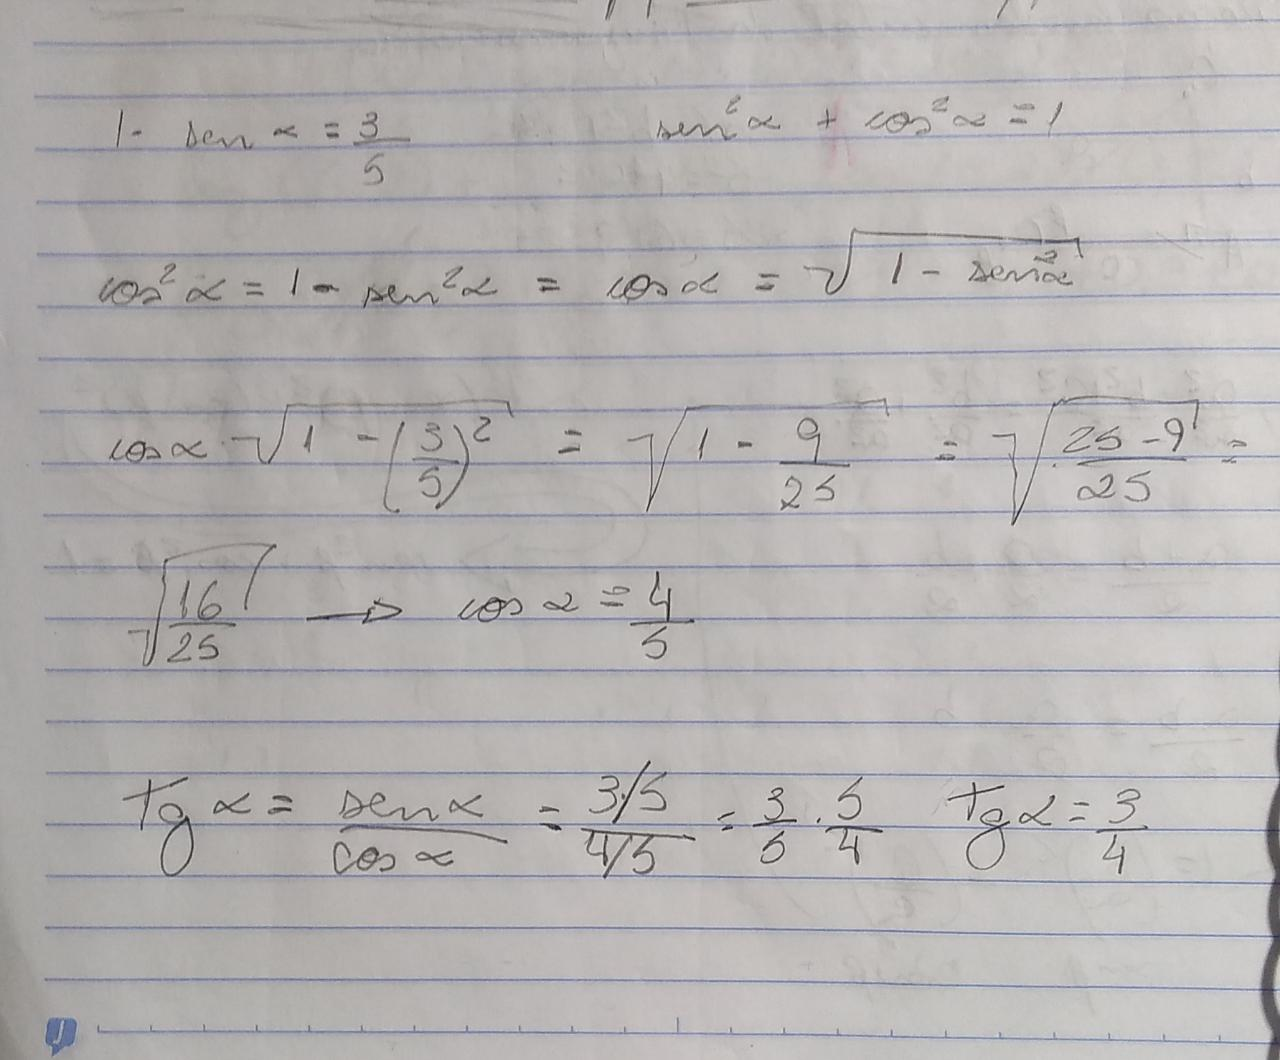 1- sen α = 3/5 sen²α + cos²α = 1
cos²α = 1 - sen²α = cos α = √(1 - sen²α)
cos α √(1 - (3/5)²) = √(1 - 9/25) = √((25-9)/25) =
√(16/25) → cos α = 4/5
Tg α = sen α/cos α = (3/5)/(4/5) = 3/5 . 5/4 Tg α = 3/4
J